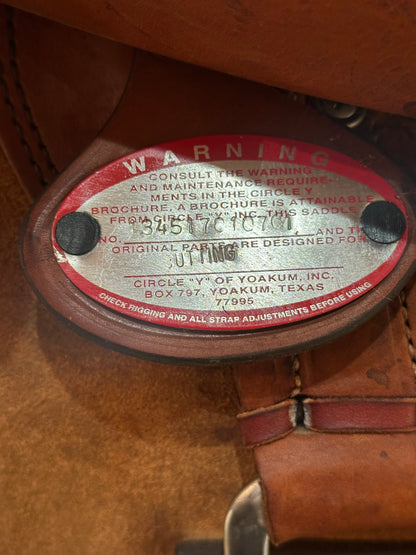 WARNING
CONSULT THE WARNING
AND MAINTENANCE REQUIRE-
MENTS IN THE CIRCLE Y
BROCHURE. A BROCHURE IS ATTAINABLE
FROM CIRCLE "Y" INC. THIS SADDLE
NO. AND THE
ORIGINAL PARTS ARE DESIGNED FOR
CUTTING
CIRCLE "Y" OF YOAKUM, INC.
BOX 797, YOAKUM, TEXAS
77995
CHECK RIGGING AND ALL STRAP ADJUSTMENTS BEFORE USING